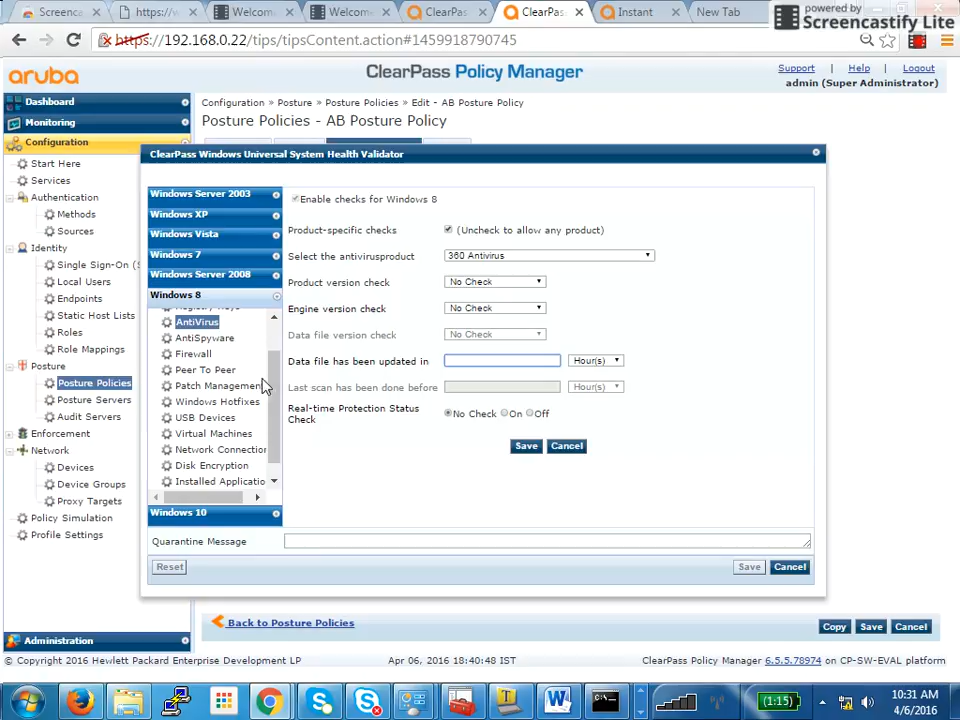 Screenca
https://w
Welcom
Welcom
ClearPa
ClearPas
Instant
New Tab
powered by
Screencastify Lite
https://192.168.0.22/tips/tipsContent.action#1459918790745
aruba
ClearPass Policy Manager
Support | Help | Logout
admin (Super Administrator)
Dashboard
Monitoring
Configuration
Start Here
Services
Authentication
Methods
Sources
Identity
Single Sign-On (S
Local Users
Endpoints
Static Host Lists
Roles
Role Mappings
Posture
Posture Policies
Posture Servers
Audit Servers
Enforcement
Network
Devices
Device Groups
Proxy Targets
Policy Simulation
Profile Settings
Administration
Configuration » Posture » Posture Policies » Edit - AB Posture Policy
Posture Policies - AB Posture Policy
ClearPass Windows Universal System Health Validator
Windows Server 2003
Windows XP
Windows Vista
Windows 7
Windows Server 2008
Windows 8
Registry Keys
AntiVirus
AntiSpyware
Firewall
Peer To Peer
Patch Managemen
Windows Hotfixes
USB Devices
Virtual Machines
Network Connection
Disk Encryption
Installed Applicatio
Windows 10
Enable checks for Windows 8
Product-specific checks (Uncheck to allow any product)
Select the antivirusproduct 360 Antivirus
Product version check No Check
Engine version check No Check
Data file version check No Check
Data file has been updated in Hour(s)
Last scan has been done before Hour(s)
Real-time Protection Status Check No Check On Off
Save Cancel
Quarantine Message
Reset Save Cancel
Back to Posture Policies
Copy Save Cancel
© Copyright 2016 Hewlett Packard Enterprise Development LP
Apr 06, 2016 18:40:48 IST
ClearPass Policy Manager 6.5.5.78974 on CP-SW-EVAL platform
(1:15)
10:31 AM
4/6/2016